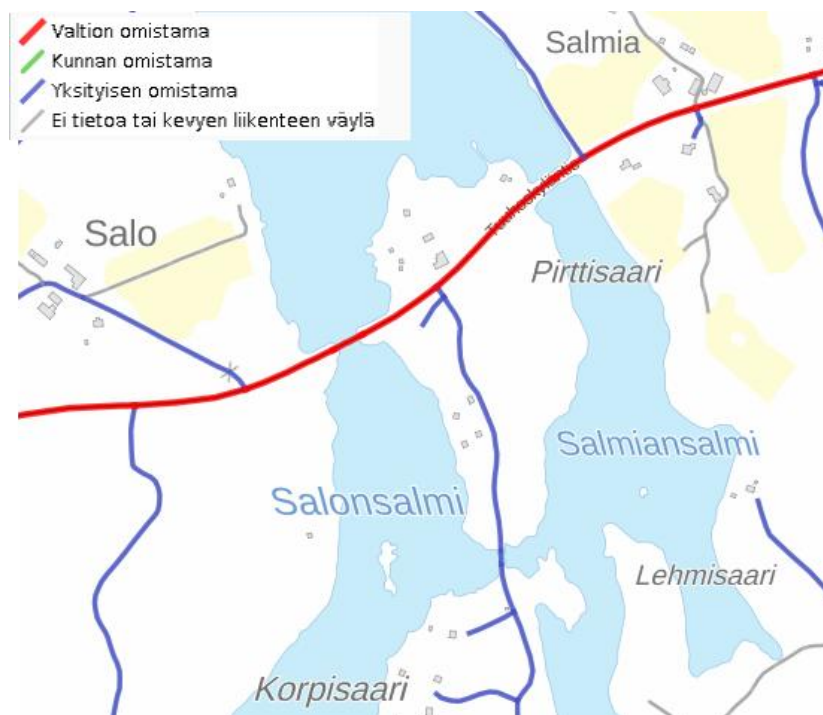 Valtion omistama
Kunnan omistama
Yksityisen omistama
Ei tietoa tai kevyen liikenteen väylä
Salmia
Salo
Pirttisaari
Salmiansalmi
Salonsalmi
Lehmisaari
Korpisaari